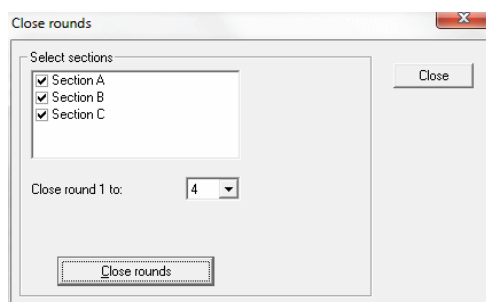 Close rounds
Select sections
Section A
Section B
Section C
Close
Close round 1 to:
4
Close rounds